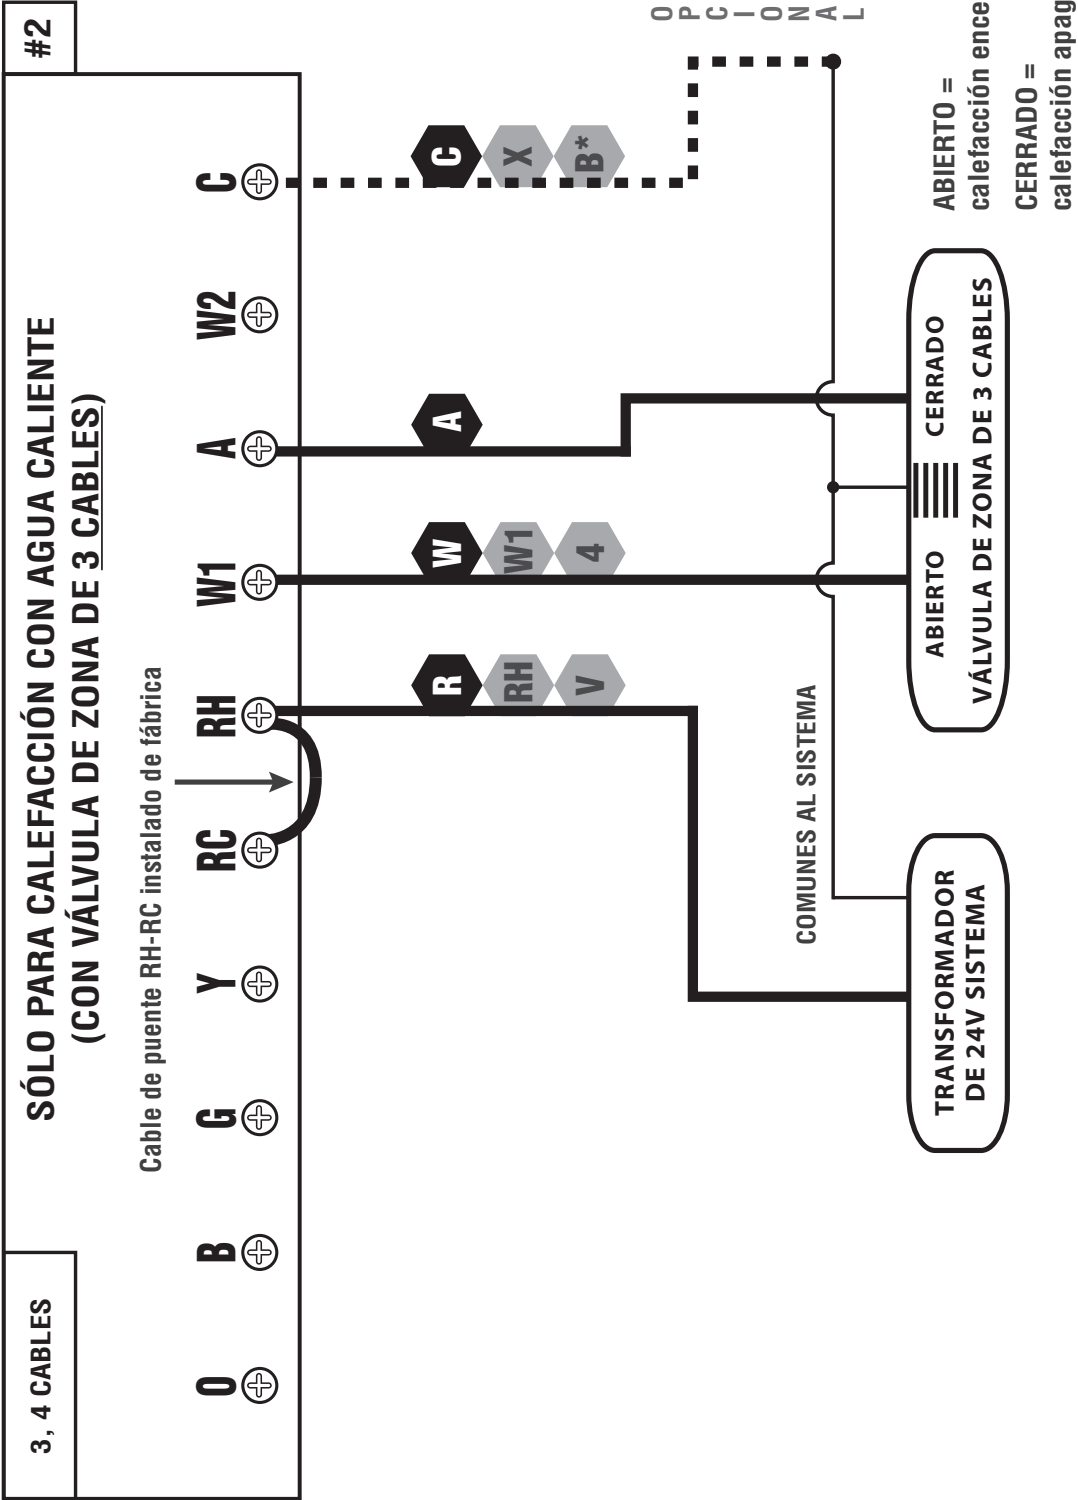 3, 4 CABLES
SÓLO PARA CALEFACCIÓN CON AGUA CALIENTE
(CON VÁLVULA DE ZONA DE 3 CABLES)
#2
Cable de puente RH-RC instalado de fábrica
O B G Y RC RH W1 A W2 C
R W A C
RH W1 X
V 4 B*
OPCIONAL
COMUNES AL SISTEMA
TRANSFORMADOR
DE 24V SISTEMA
ABIERTO CERRADO
VÁLVULA DE ZONA DE 3 CABLES
ABIERTO =
calefacción
CERRADO =
calefacción